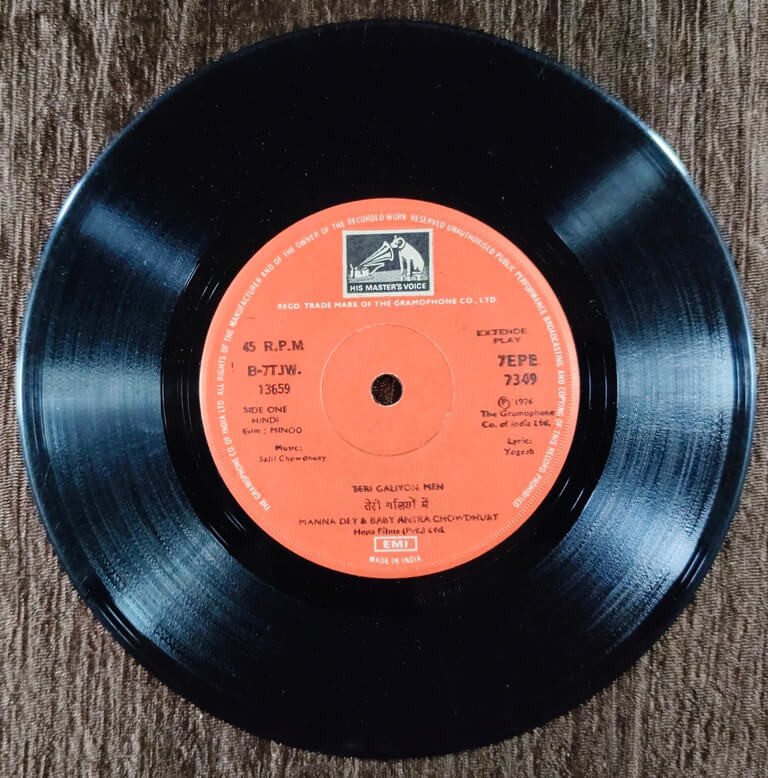 THE GRAMOPHONE CO OF INDIA LTD. ALL RIGHTS OF THE MANUFACTURER AND OF THE OWNER OF THE RECORDED WORK RESERVED UNAUTHORISED PUBLIC PERFORMANCE BROADCASTING AND COPYING OF THIS RECORD PROHIBITED
HIS MASTER'S VOICE
REGD. TRADE MARK OF THE GRAMOPHONE CO., LTD.
45 R.P.M
B-7TJW.
13659
SIDE ONE
HINDI
Film : MINOO
Music:
Salil Chowdhury
EXTENDE
PLAY
7EPE
7349
Ⓟ 1976
The Gramophone
Co. of India Ltd.
Lyric:
Yogesh
TERI GALIYON MEN
तेरी गलियों में
MANNA DEY & BABY ANTRA CHOWDHURY
Hopa Films (Pvt.) Ltd.
EMI
MADE IN INDIA